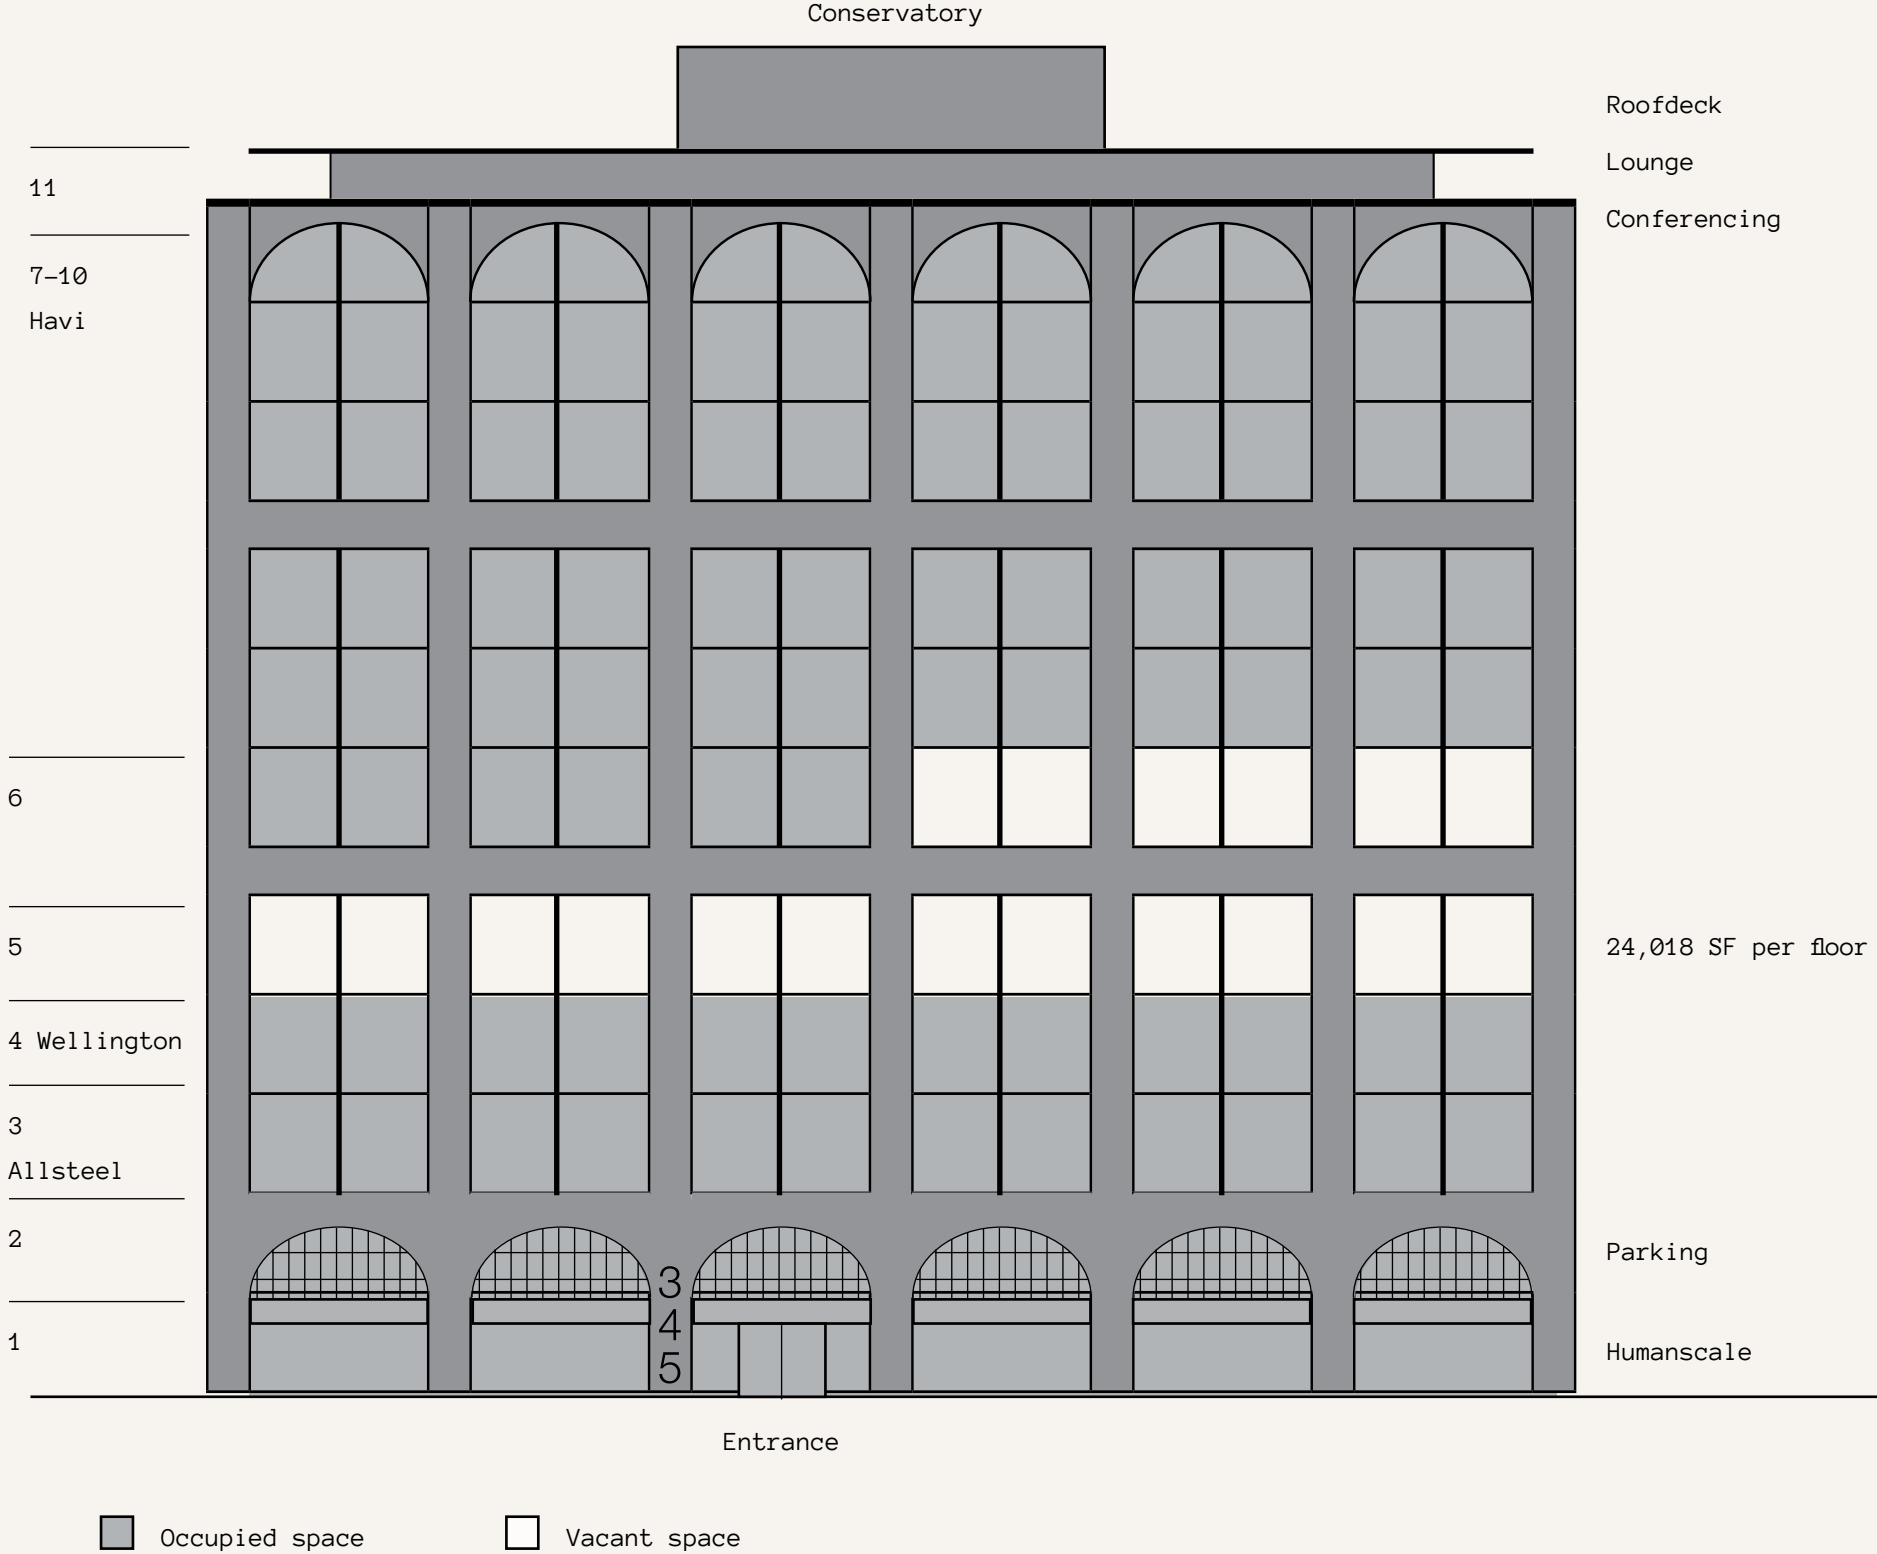 Conservatory
Roofdeck
Lounge
11
Conferencing
7–10
Havi
6
5
24,018 SF per floor
4 Wellington
3
Allsteel
2
Parking
3
4
5
1
Humanscale
Entrance
Occupied space
Vacant space